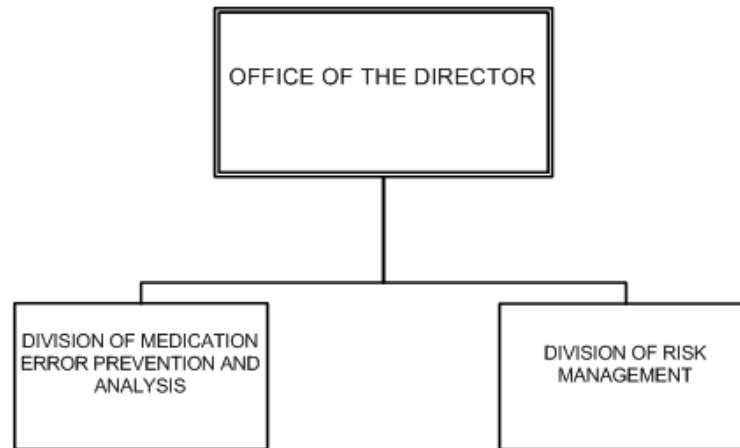 OFFICE OF THE DIRECTOR
DIVISION OF MEDICATION
ERROR PREVENTION AND
ANALYSIS
DIVISION OF RISK
MANAGEMENT